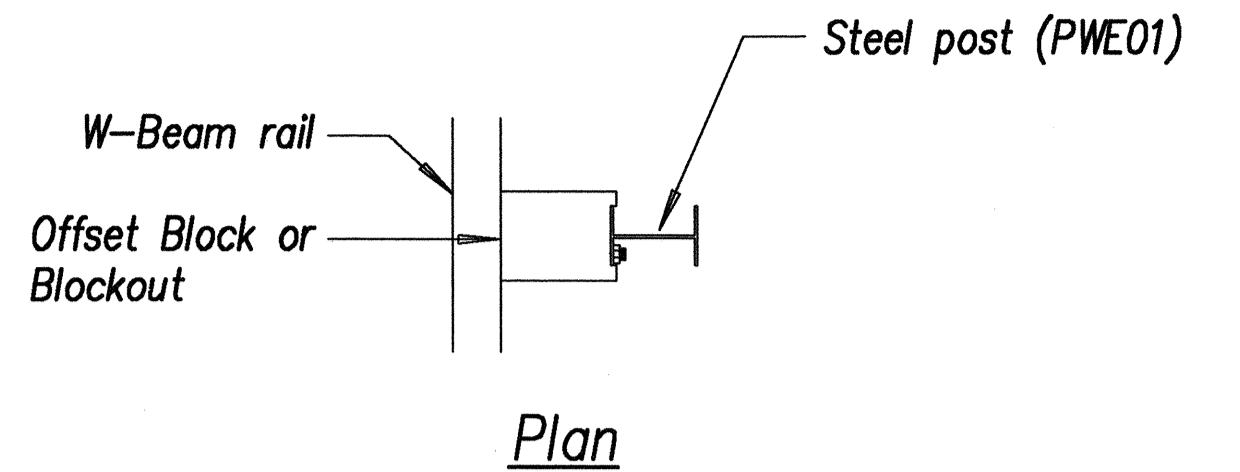 Steel post (PWE01)
W-Beam rail
Offset Block or
Blockout
Plan